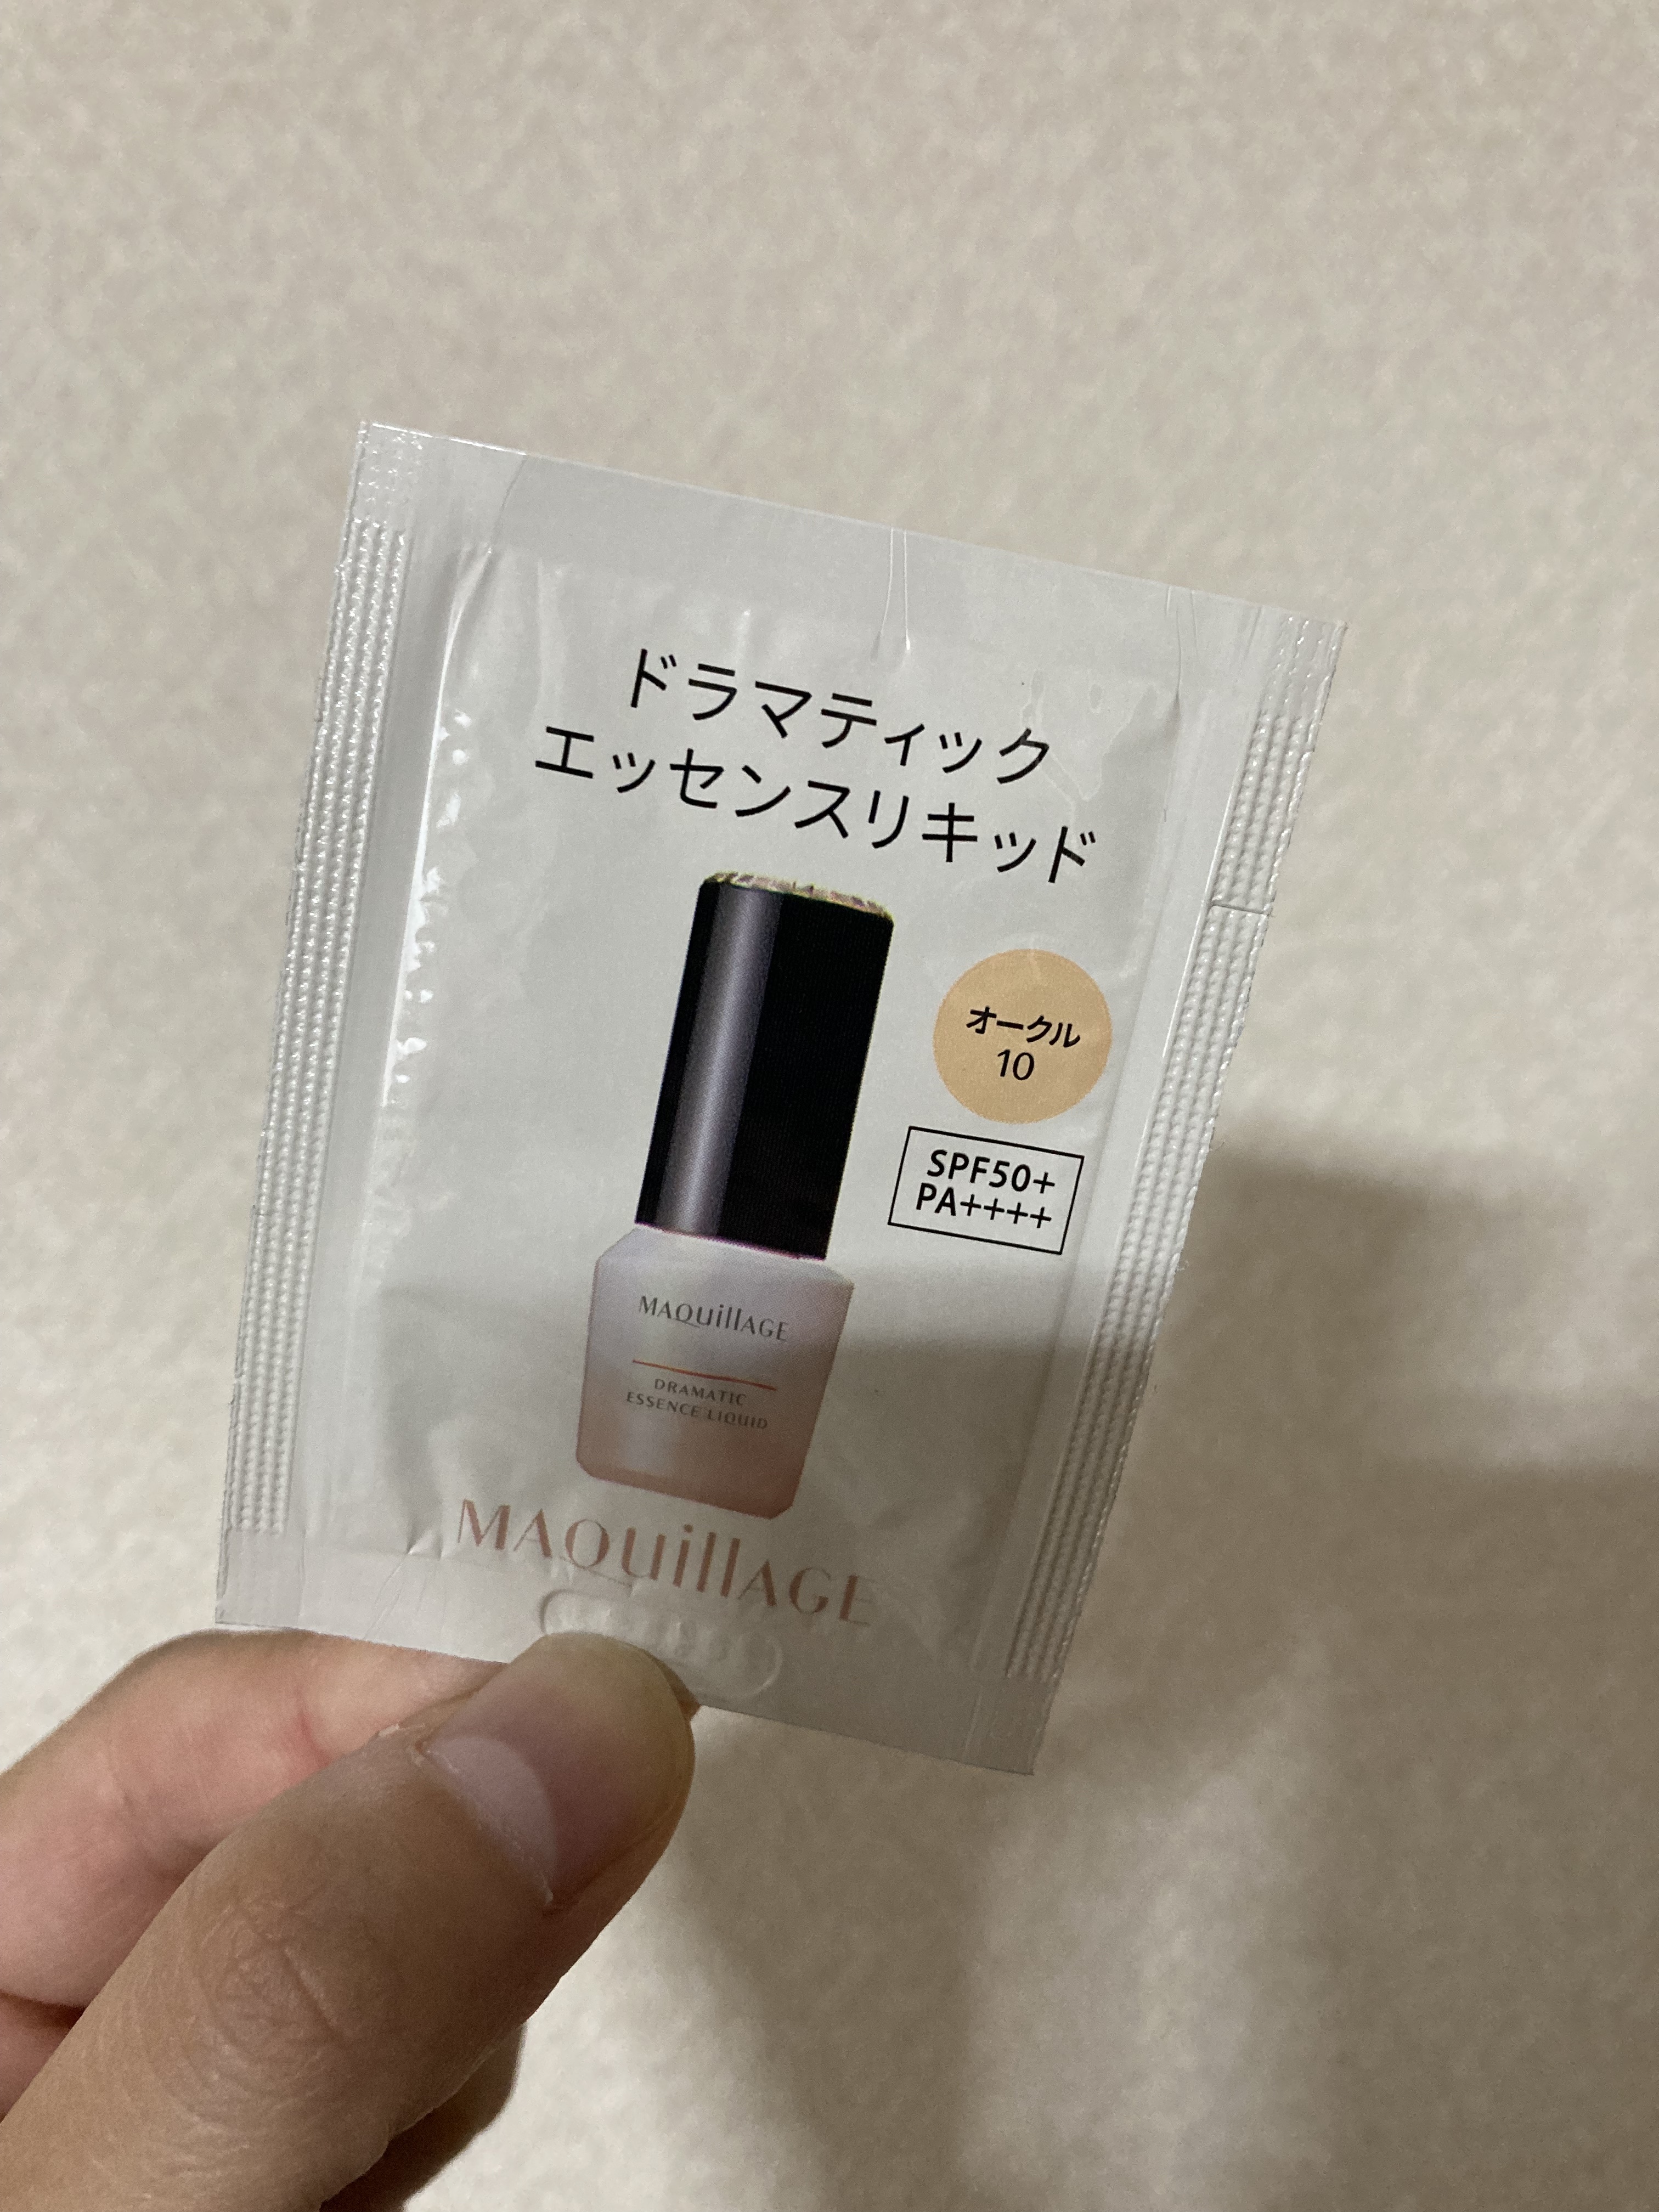 ドラマティック
エッセンスリキッド
オークル
10
SPF50+
PA++++
MAQuillAGE
DRAMATIC
ESSENCE LIQUID
MAQuillAGE